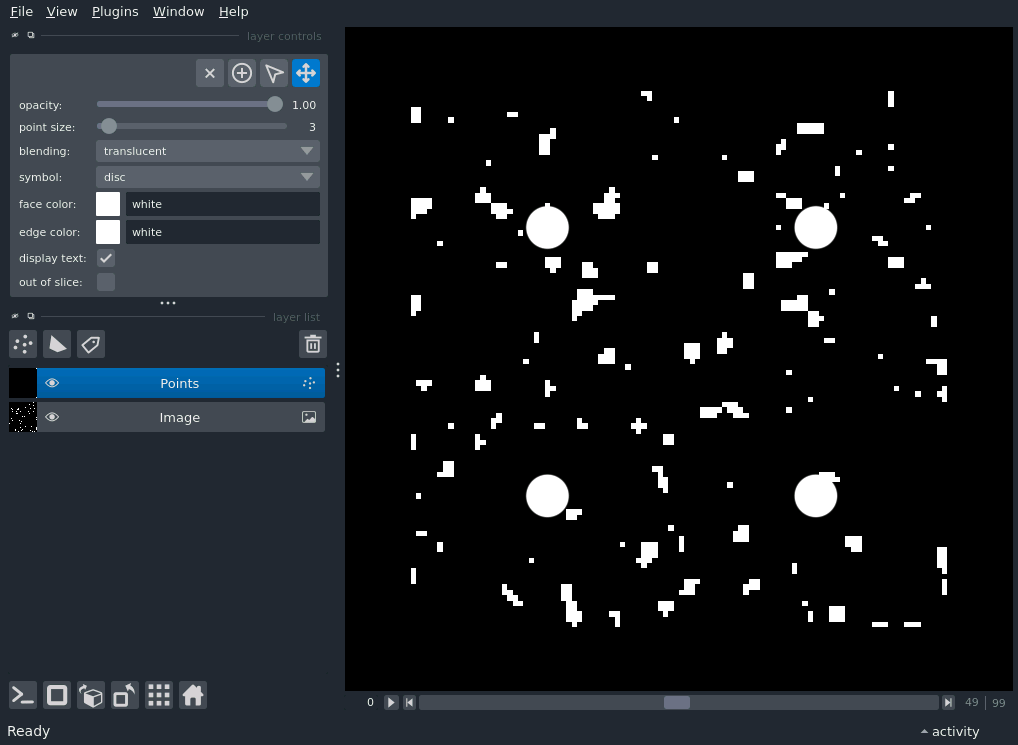 File View Plugins Window Help
layer controls
opacity: 1.00
point size: 3
blending: translucent
symbol: disc
face color: white
edge color: white
display text:
out of slice:
layer list
Points
Image
0 49 99
Ready activity